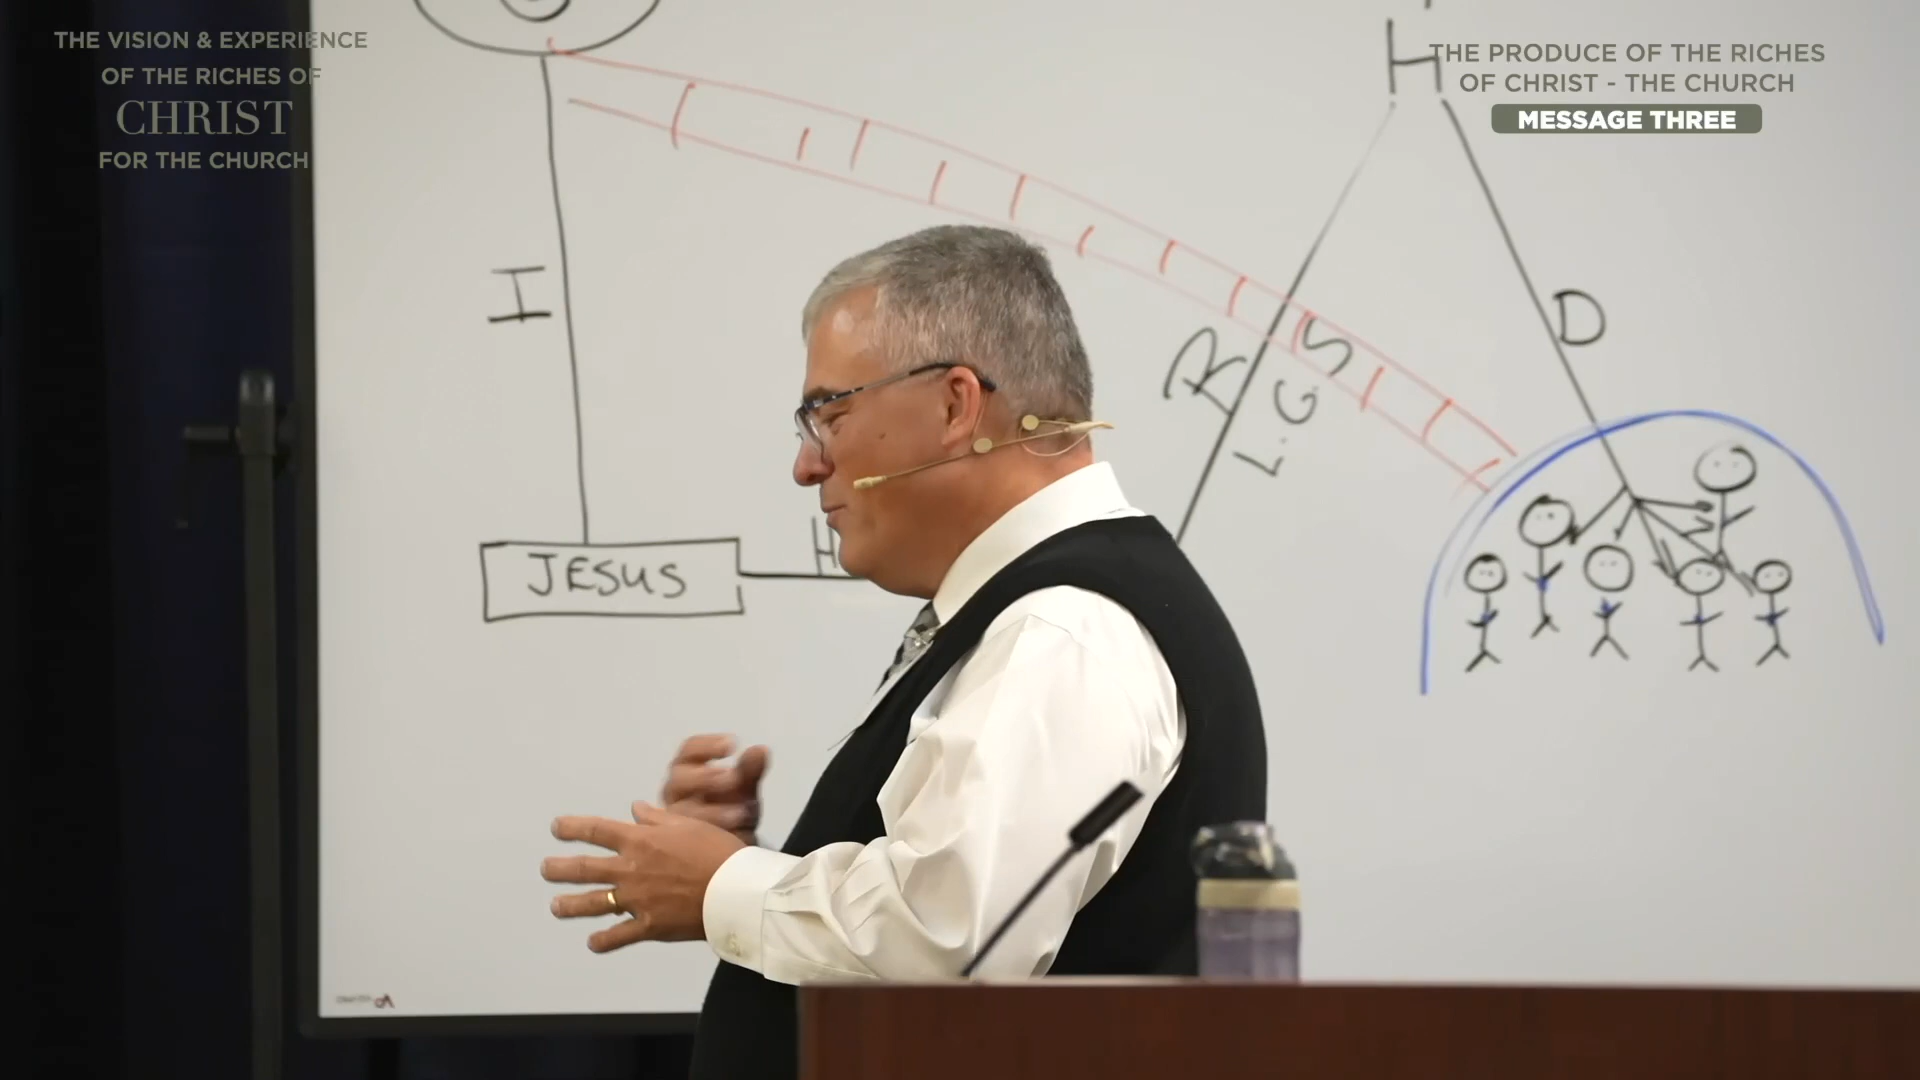 THE VISION & EXPERIENCE
OF THE RICHES OF
CHRIST
FOR THE CHURCH
THE PRODUCE OF THE RICHES
OF CHRIST - THE CHURCH
MESSAGE THREE
H
I
D
R
L.G.S
JESUS
H